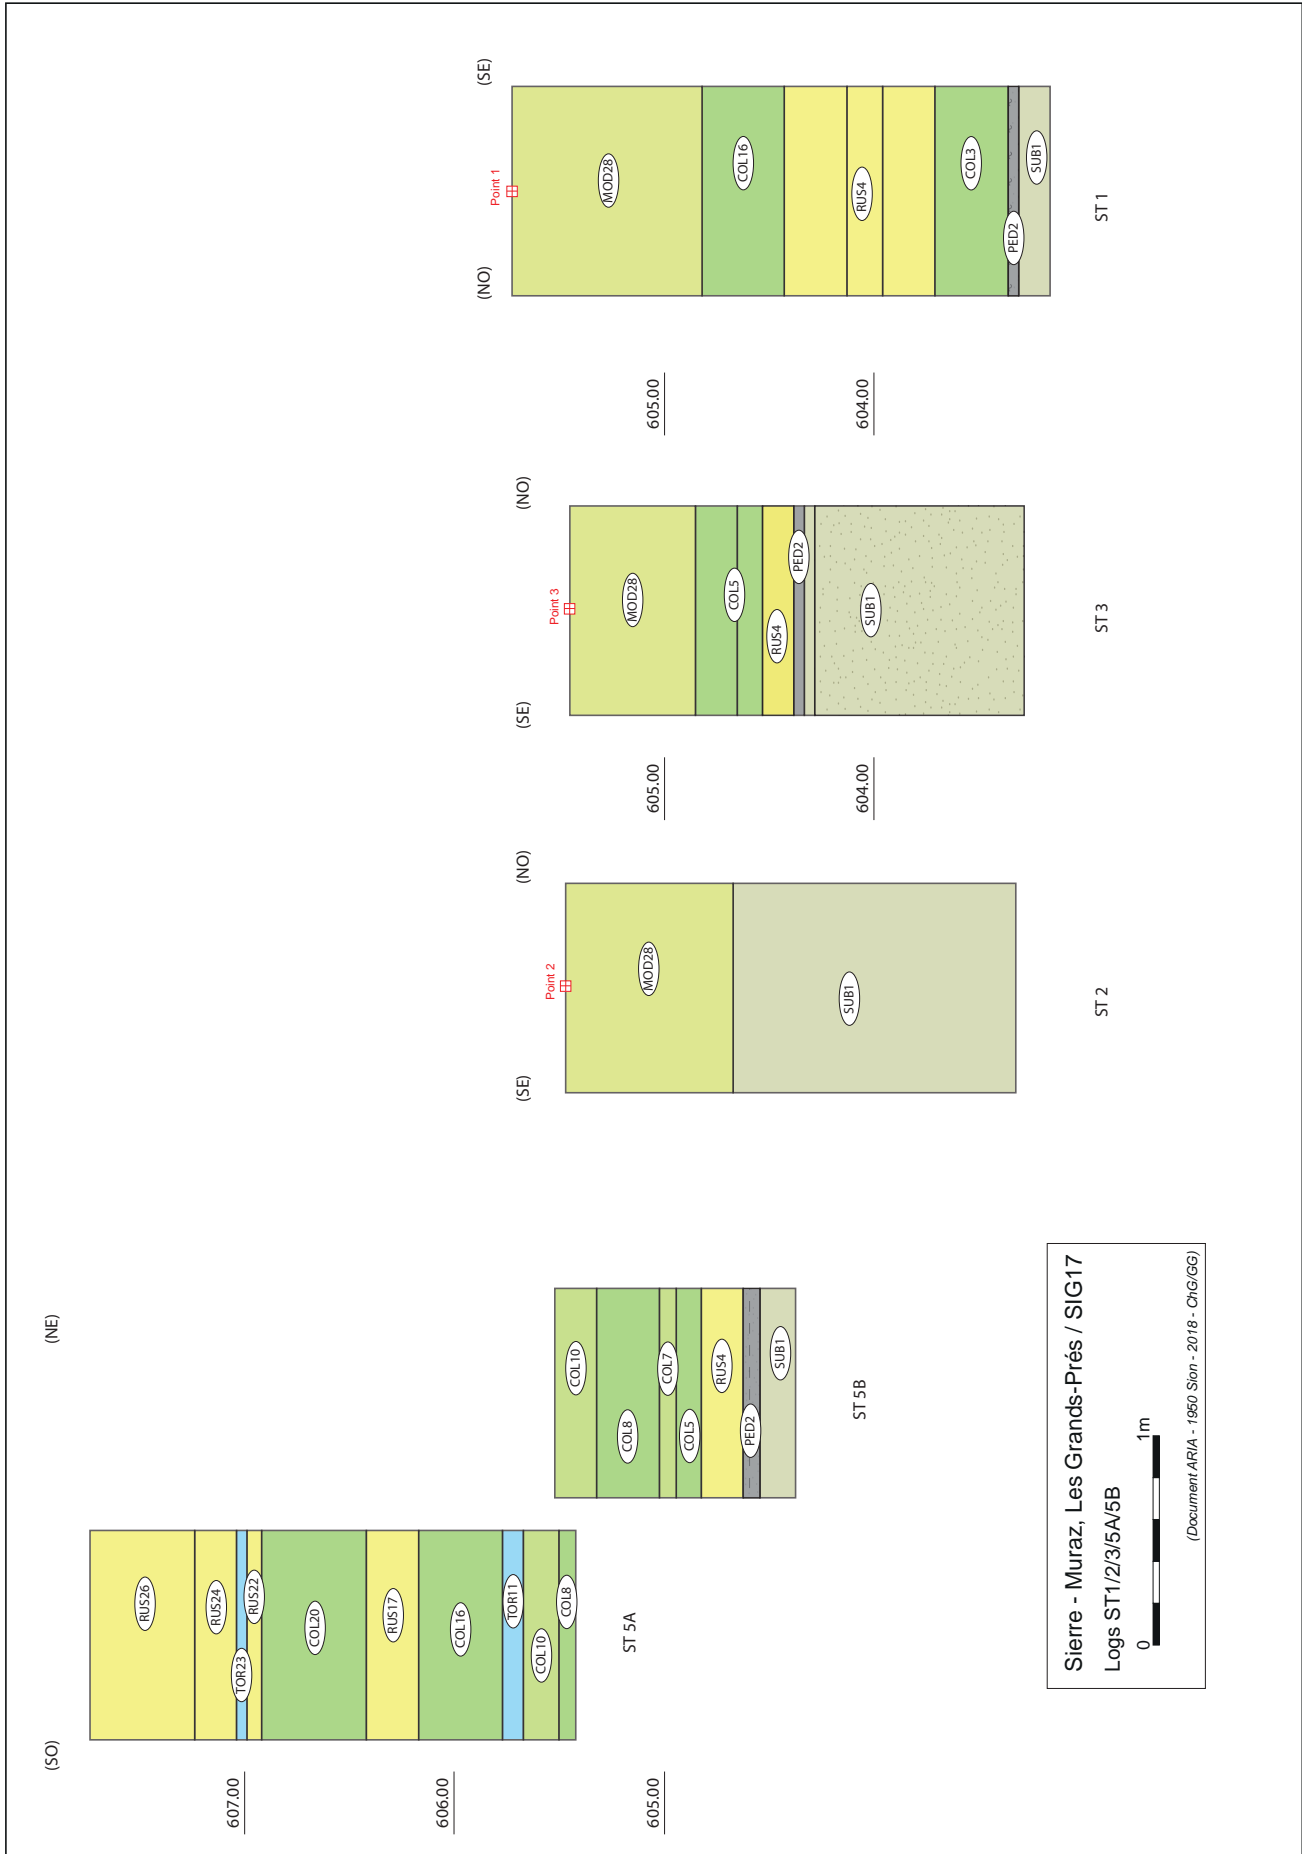 (SO)
(NE)
607.00
606.00
605.00
RUS26
RUS24
TOR23
RUS22
COL20
RUS17
COL16
TOR11
COL10
COL8
ST 5A
COL10
COL8
COL7
COL5
RUS4
PED2
SUB1
ST 5B
(SE)
(NO)
Point 2
MOD28
SUB1
ST 2
605.00
604.00
(SE)
(NO)
Point 3
MOD28
COL5
RUS4
PED2
SUB1
ST 3
605.00
604.00
(NO)
(SE)
Point 1
MOD28
COL16
RUS4
COL3
PED2
SUB1
ST 1
Sierre - Muraz, Les Grands-Prés / SIG17
Logs ST1/2/3/5A/5B
0 1m
(Document ARIA - 1950 Sion - 2018 - ChG/GG)